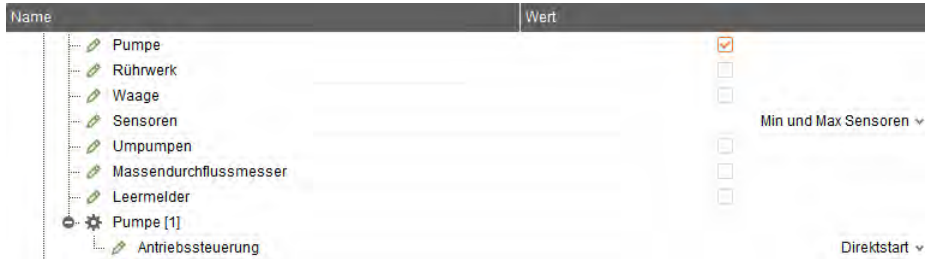 Name Wert
Pumpe
Rührwerk
Waage
Sensoren Min und Max Sensoren
Umpumpen
Massendurchflussmesser
Leermelder
Pumpe [1]
Antriebssteuerung Direktstart